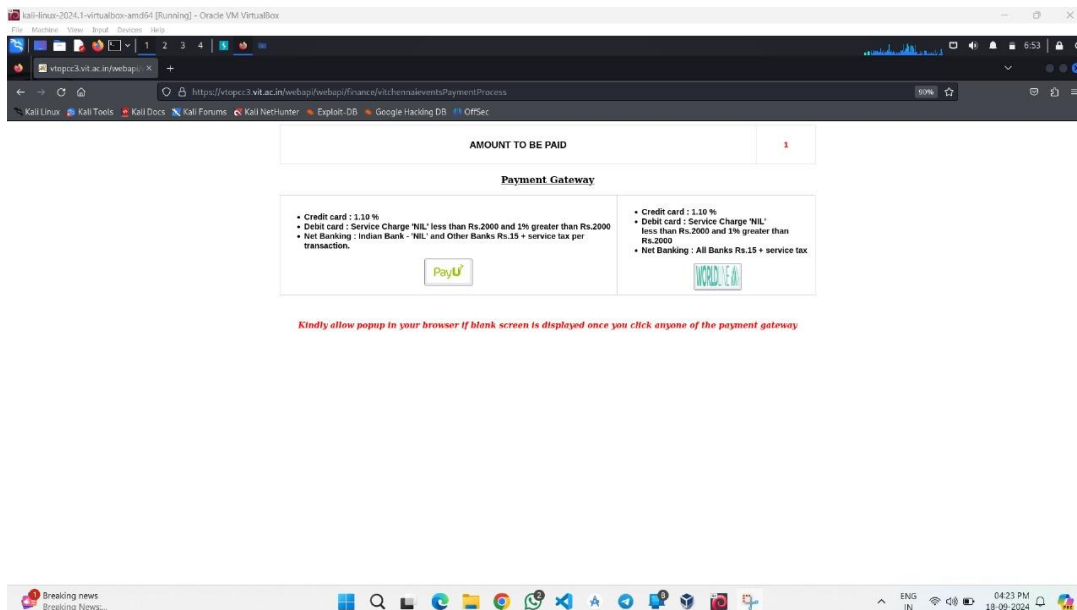 kali-linux-2024.1-virtualbox-amd64 [Running] - Oracle VM VirtualBox
File Machine View Input Devices Help
1 2 3 4
6:53
vtopcc3.vit.ac.in/webapi/
https://vtopcc3.vit.ac.in/webapi/webapi/finance/vitchennaieventsPaymentProcess
90%
Kali Linux Kali Tools Kali Docs Kali Forums Kali NetHunter Exploit-DB Google Hacking DB OffSec
AMOUNT TO BE PAID 1
Payment Gateway
• Credit card : 1.10 %
• Debit card : Service Charge 'NIL' less than Rs.2000 and 1% greater than Rs.2000
• Net Banking : Indian Bank - 'NIL' and Other Banks Rs.15 + service tax per
transaction.
PayU
• Credit card : 1.10 %
• Debit card : Service Charge 'NIL'
less than Rs.2000 and 1% greater than
Rs.2000
• Net Banking : All Banks Rs.15 + service tax
WORLDLINE
Kindly allow popup in your browser if blank screen is displayed once you click anyone of the payment gateway
Breaking news
Breaking News:...
ENG
IN
04:23 PM
18-09-2024